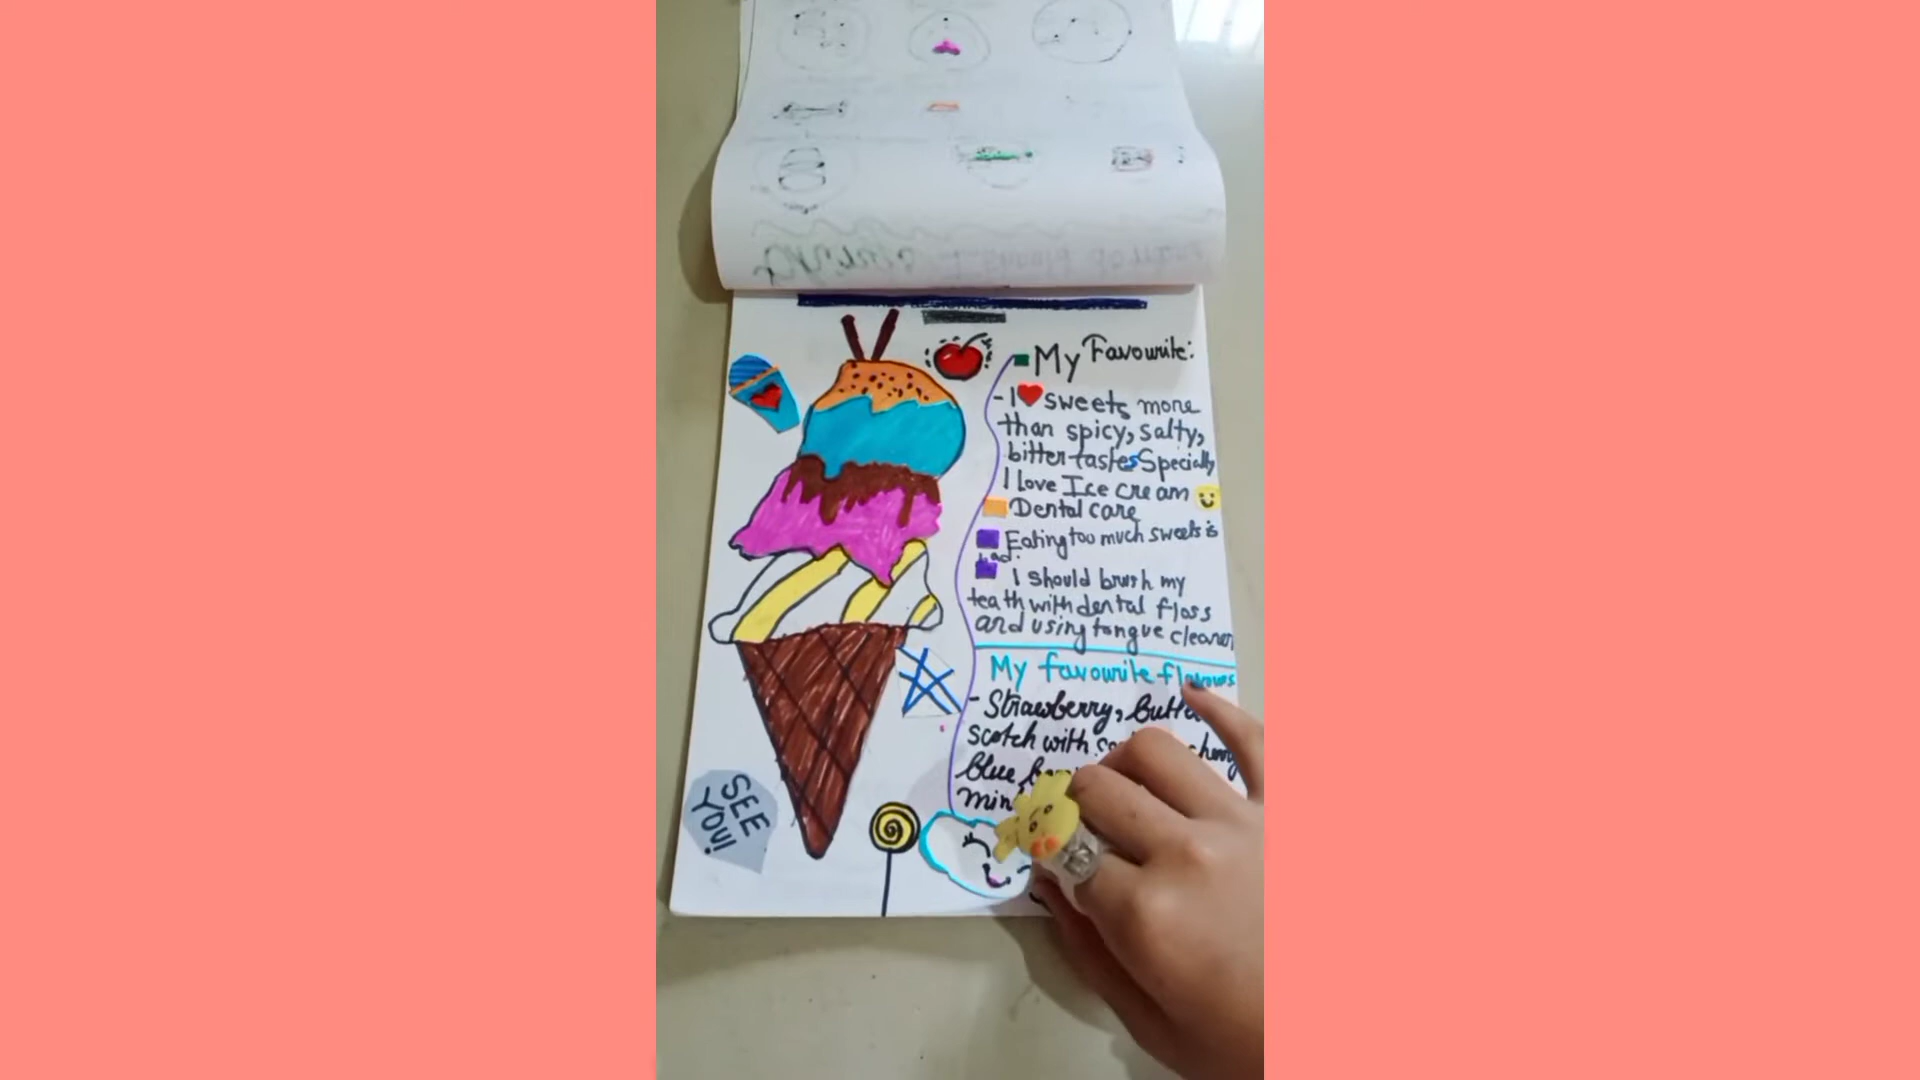 My Favourite:
- I ❤ sweets more
than spicy, salty,
bitter tastes Specially
I love Ice cream
Dental care
Eating too much sweets is
bad.
I should brush my
teath with dental floss
and using tongue cleaner
My favourite flavours
- Strawberry,
scotch with
blue
SEE
YOU!